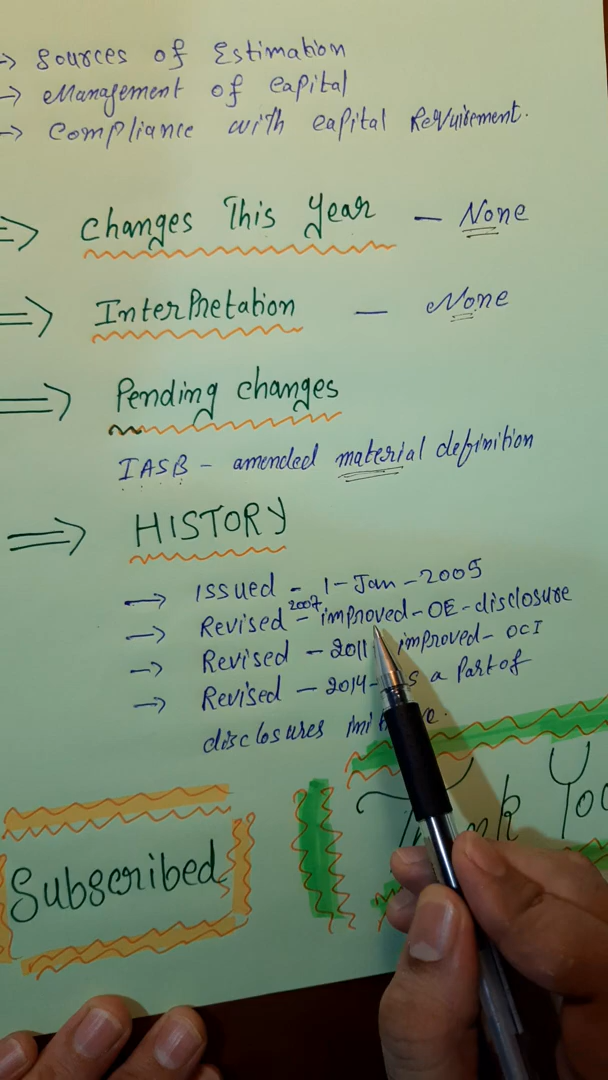 → Sources of Estimation
→ Management of capital
→ Compliance with capital Requirement.
⇒ Changes This Year - None
⇒ Interpretation - None
⇒ Pending changes
IASB - amended material definition
⇒ HISTORY
→ Issued - 1-Jan-2005
→ Revised - 2007 improved-OE-disclosure
→ Revised - 2011 improved- OCI
→ Revised - 2014- a Part of
disclosures
Subscribed
Thank You